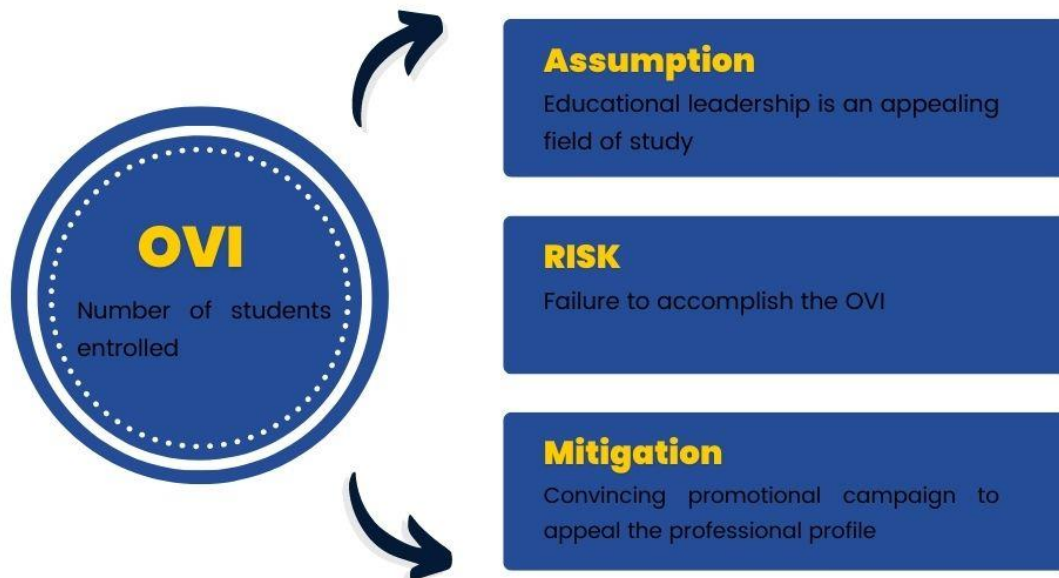 OVI
Number of students
entrolled
Assumption
Educational leadership is an appealing
field of study
RISK
Failure to accomplish the OVI
Mitigation
Convincing promotional campaign to
appeal the professional profile